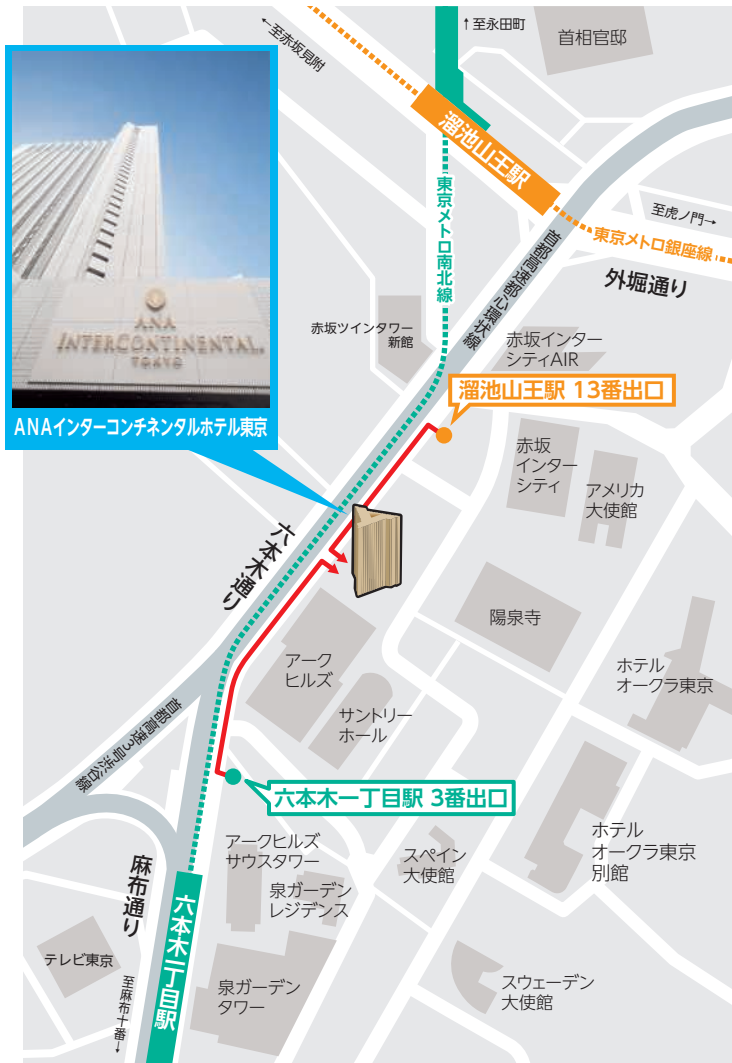 ←至赤坂見附
↑至永田町
首相官邸
溜池山王駅
東京メトロ南北線
至虎ノ門→
東京メトロ銀座線
外堀通り
首都高速都心環状線
ANA
INTERCONTINENTAL
TOKYO
ANAインターコンチネンタルホテル東京
赤坂ツインタワー
新館
赤坂インター
シティAIR
溜池山王駅 13番出口
赤坂
インター
シティ
アメリカ
大使館
六本木通り
陽泉寺
アーク
ヒルズ
ホテル
オークラ東京
サントリー
ホール
首都高速3号渋谷線
六本木一丁目駅 3番出口
アークヒルズ
サウスタワー
スペイン
大使館
ホテル
オークラ東京
別館
麻布通り
泉ガーデン
レジデンス
六本木一丁目駅
テレビ東京
至麻布十番→
泉ガーデン
タワー
スウェーデン
大使館